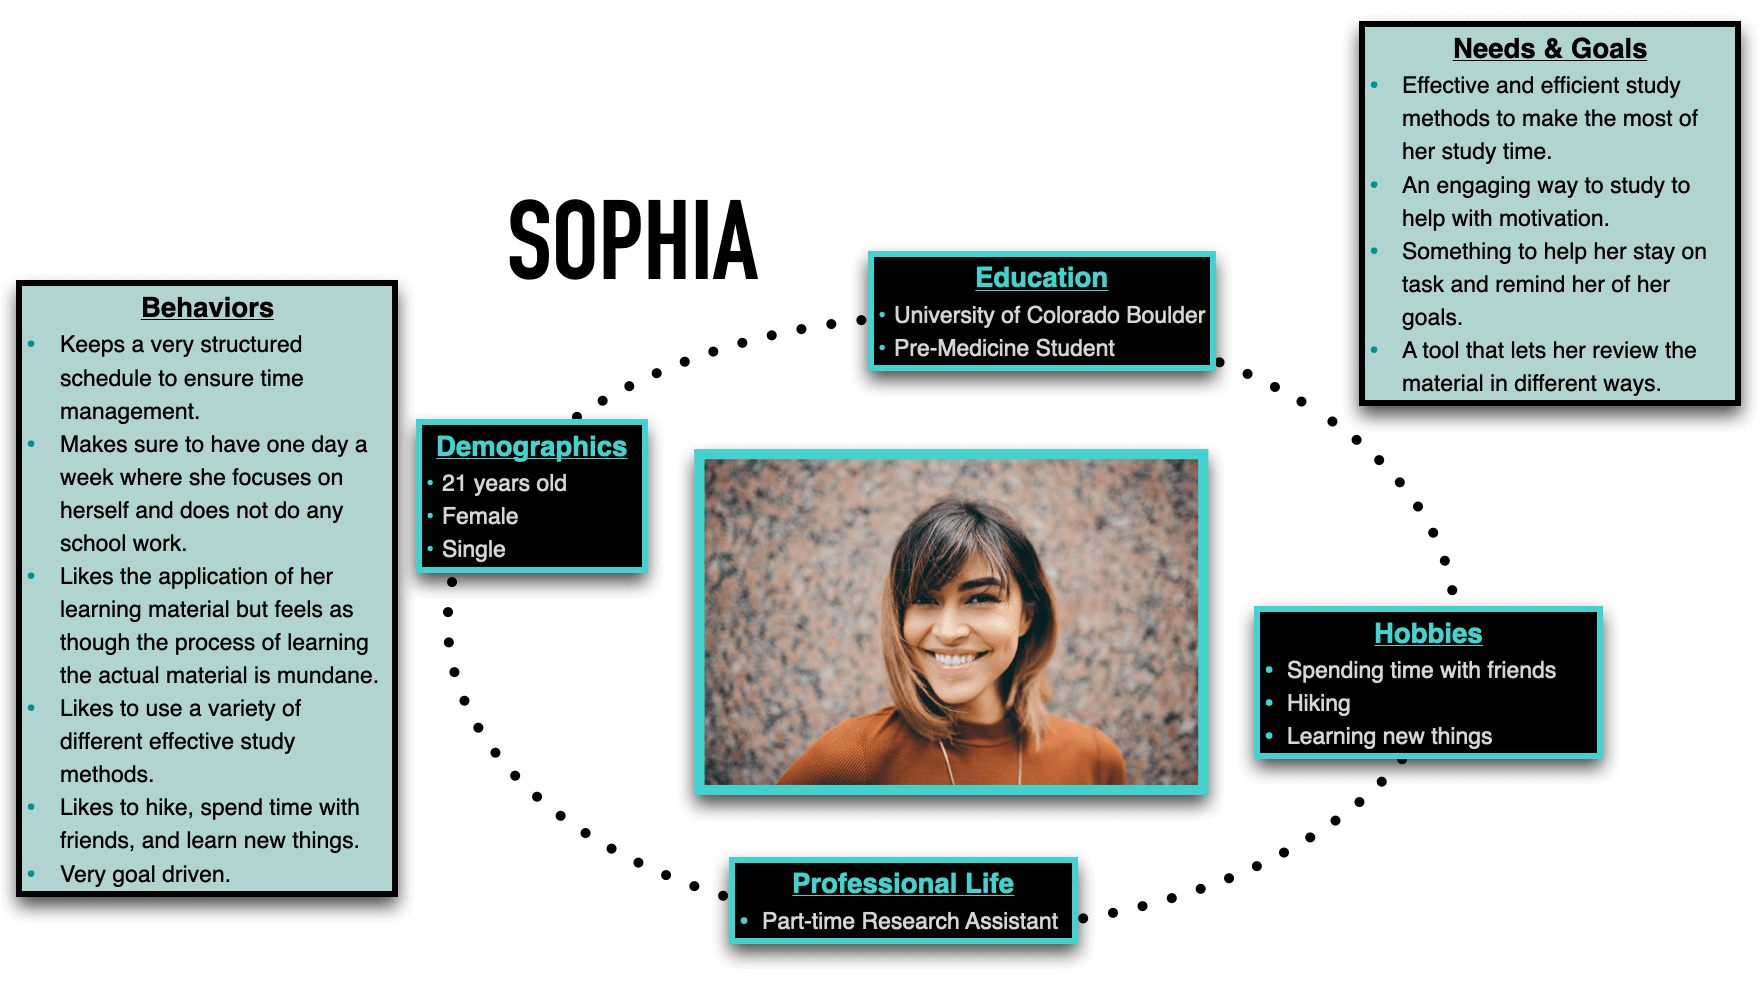 SOPHIA
Behaviors
• Keeps a very structured
schedule to ensure time
management.
• Makes sure to have one day a
week where she focuses on
herself and does not do any
school work.
• Likes the application of her
learning material but feels as
though the process of learning
the actual material is mundane.
• Likes to use a variety of
different effective study
methods.
• Likes to hike, spend time with
friends, and learn new things.
• Very goal driven.
Demographics
• 21 years old
• Female
• Single
Education
• University of Colorado Boulder
• Pre-Medicine Student
Needs & Goals
• Effective and efficient study
methods to make the most of
her study time.
• An engaging way to study to
help with motivation.
• Something to help her stay on
task and remind her of her
goals.
• A tool that lets her review the
material in different ways.
Hobbies
• Spending time with friends
• Hiking
• Learning new things
Professional Life
• Part-time Research Assistant